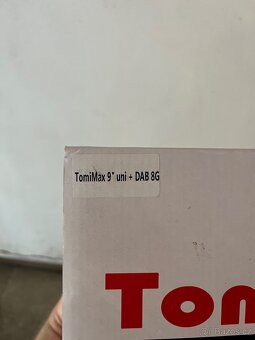 TomiMax 9" uni + DAB 8G
Tom